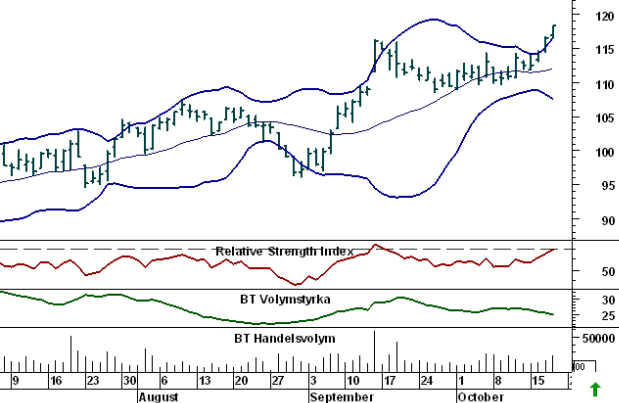 120
115
110
105
100
95
90
Relative Strength Index
50
BT Volymstyrka
30
25
BT Handelsvolym
50000
00
9 16 23 30 6 13 20 27 3 10 17 24 1 8 15
August September October